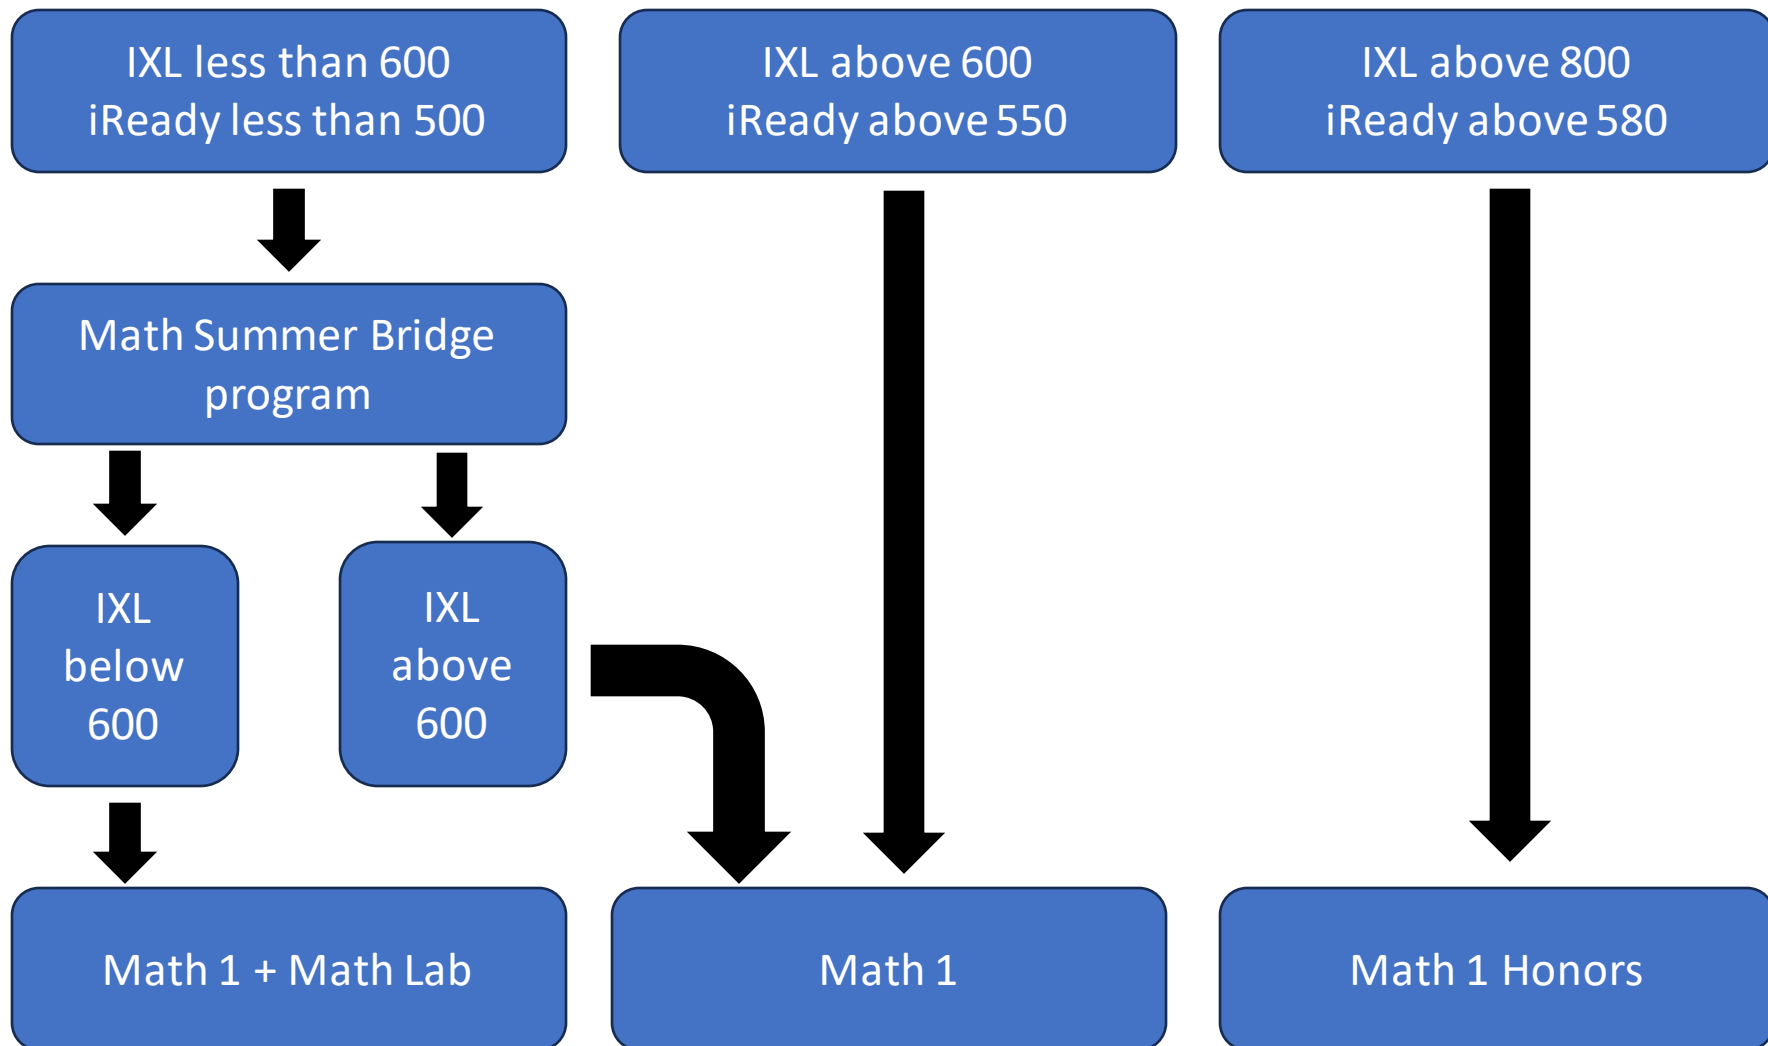 IXL less than 600
iReady less than 500
IXL above 600
iReady above 550
IXL above 800
iReady above 580
Math Summer Bridge
program
IXL
below
600
IXL
above
600
Math 1 + Math Lab
Math 1
Math 1 Honors